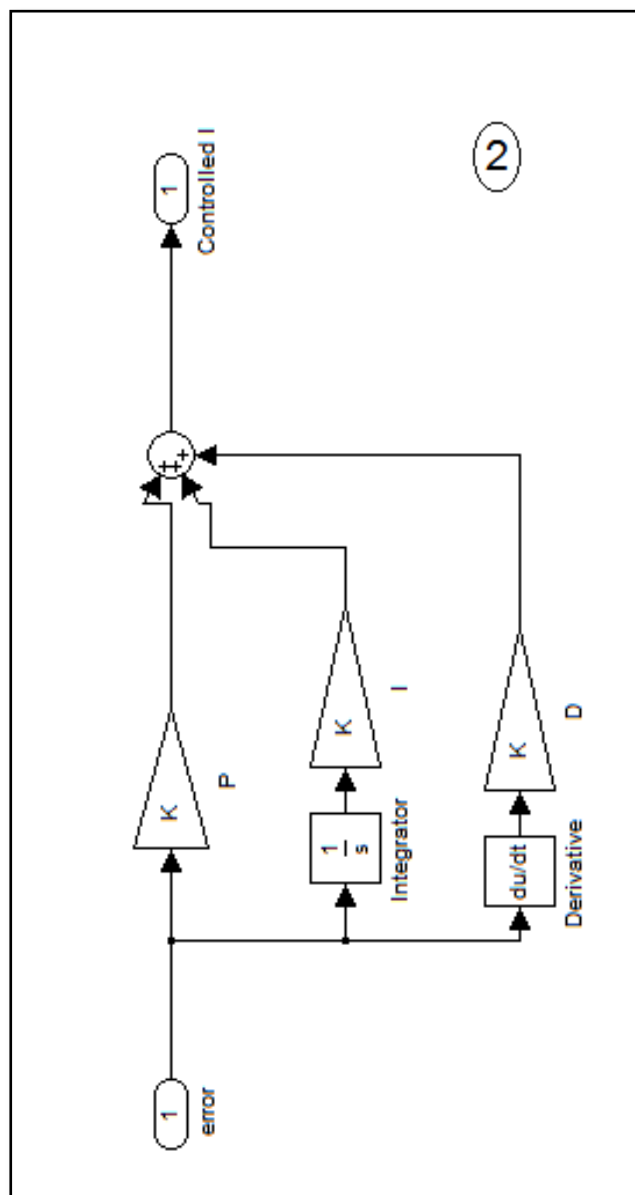 1
error
K
P
1
s
Integrator
K
I
du/dt
Derivative
K
D
+
+
+
1
Controlled I
2